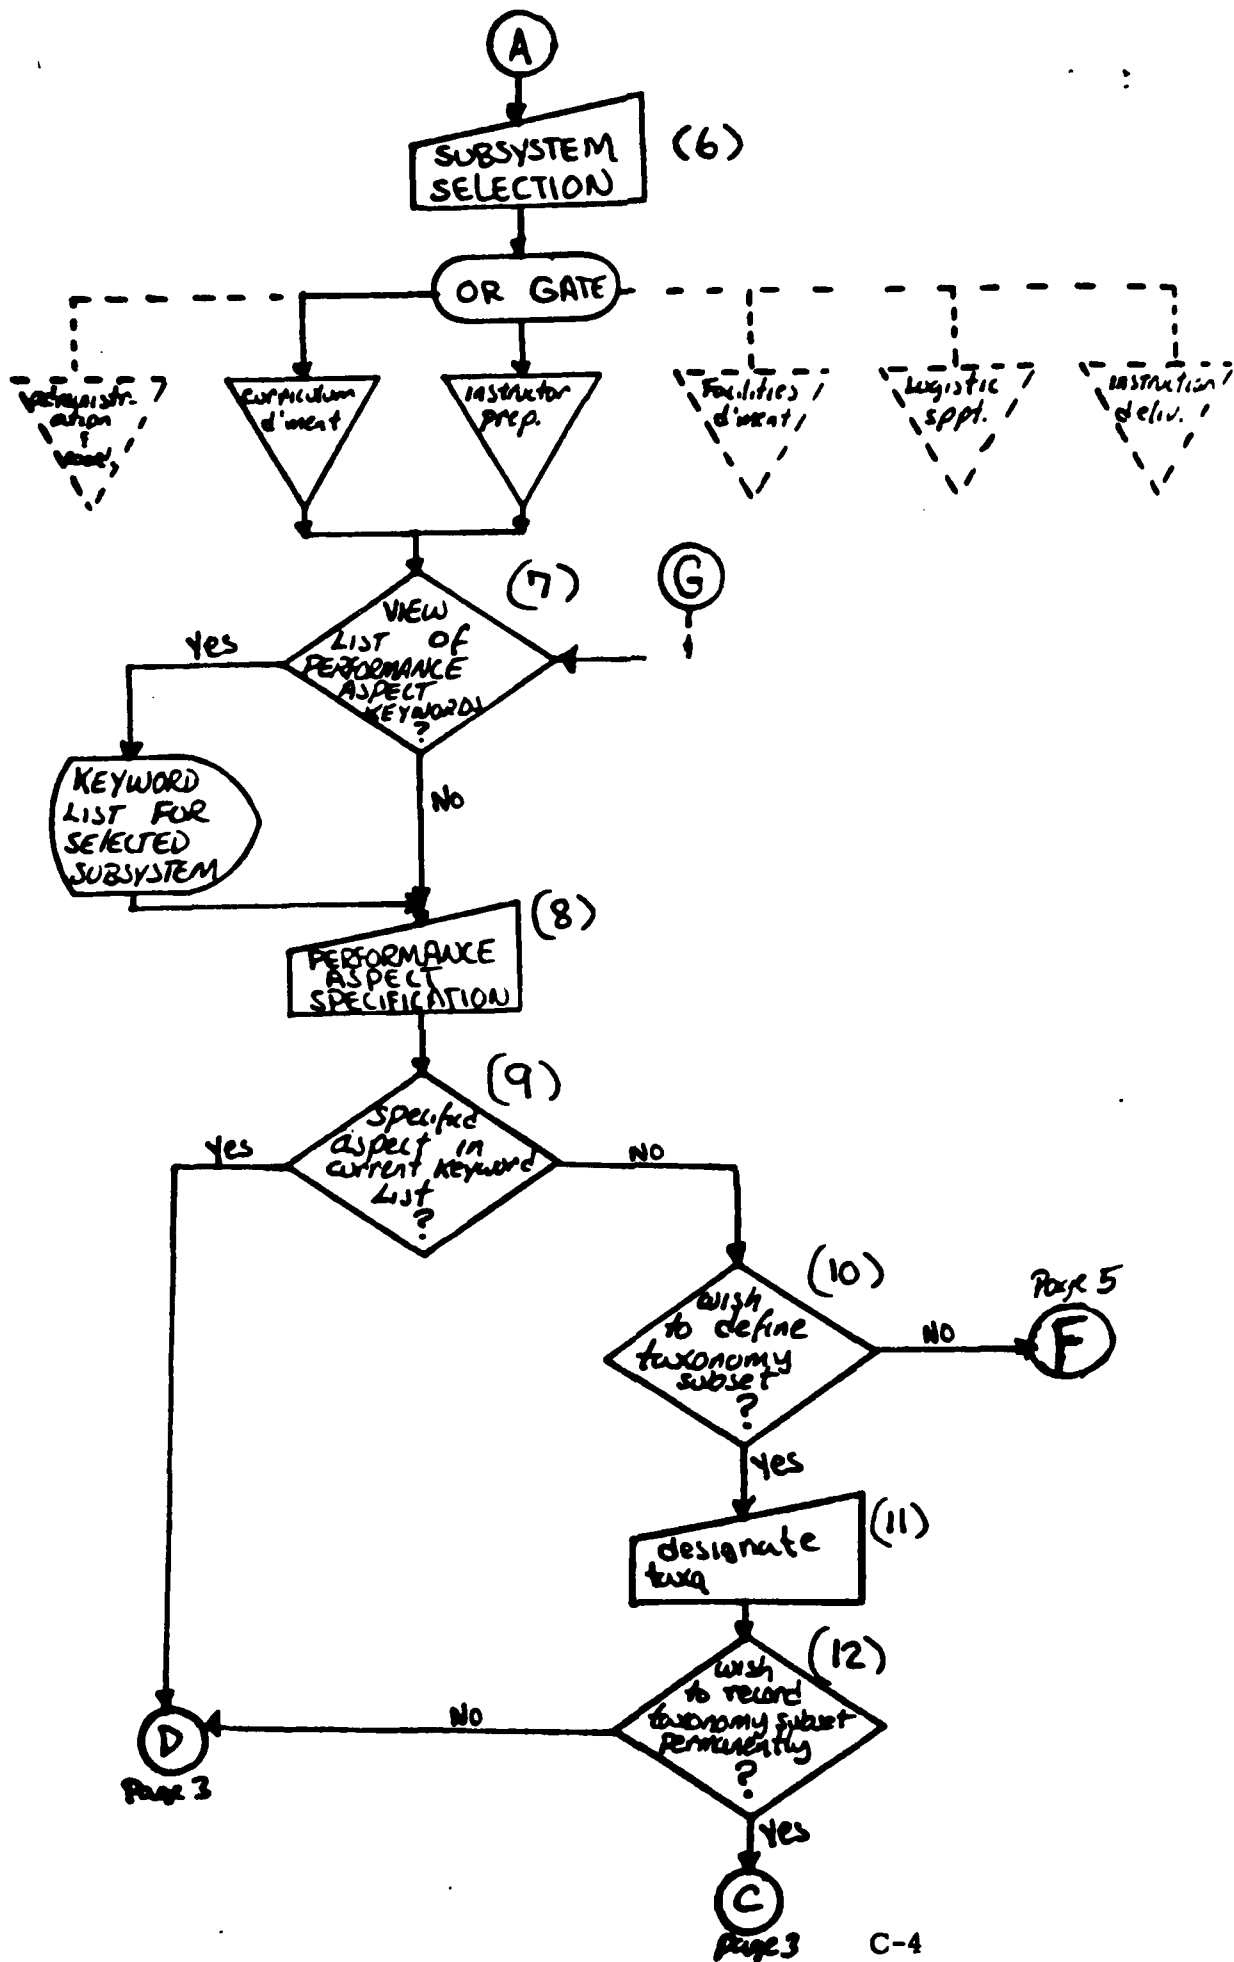 A
(6)
SUBSYSTEM
SELECTION
OR GATE
ation
&
curriculum
d'ment
instructor
prep.
Facilities
d'ment
Logistic
sppt.
instruction
deliv.
(7)
G
VIEW
LIST OF
PERFORMANCE
ASPECT
KEYWORDS
?
Yes
NO
KEYWORD
LIST FOR
SELECTED
SUBSYSTEM
(8)
PERFORMANCE
ASPECT
SPECIFICATION
(9)
Specified
aspect in
current keyword
List
?
Yes
NO
(10)
wish
to define
taxonomy
subset
?
NO
Page 5
F
Yes
(11)
designate
taxa
(12)
wish
to record
taxonomy subset
permanently
?
NO
D
Page 3
Yes
C
page 3
C-4